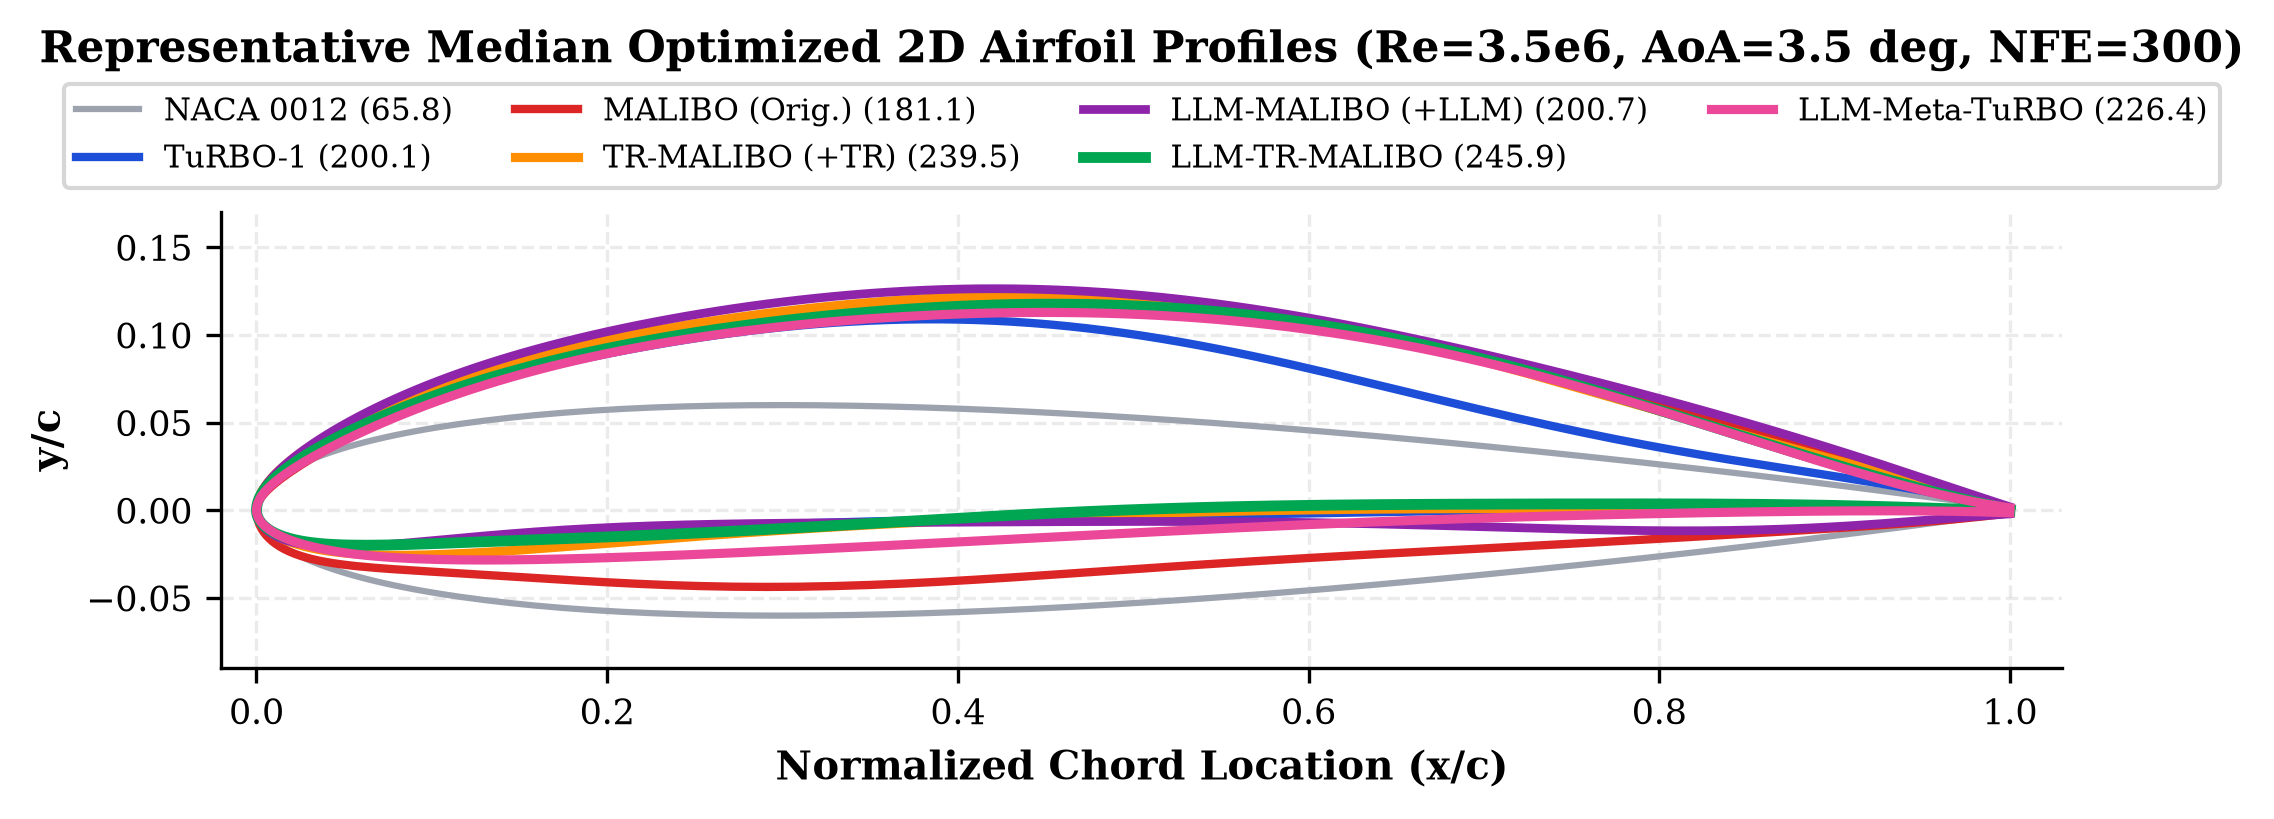 Representative Median Optimized 2D Airfoil Profiles (Re=3.5e6, AoA=3.5 deg, NFE=300)
NACA 0012 (65.8) MALIBO (Orig.) (181.1) LLM-MALIBO (+LLM) (200.7) LLM-Meta-TuRBO (226.4)
TuRBO-1 (200.1) TR-MALIBO (+TR) (239.5) LLM-TR-MALIBO (245.9)
0.15
0.10
0.05
0.00
−0.05
y/c
0.0 0.2 0.4 0.6 0.8 1.0
Normalized Chord Location (x/c)